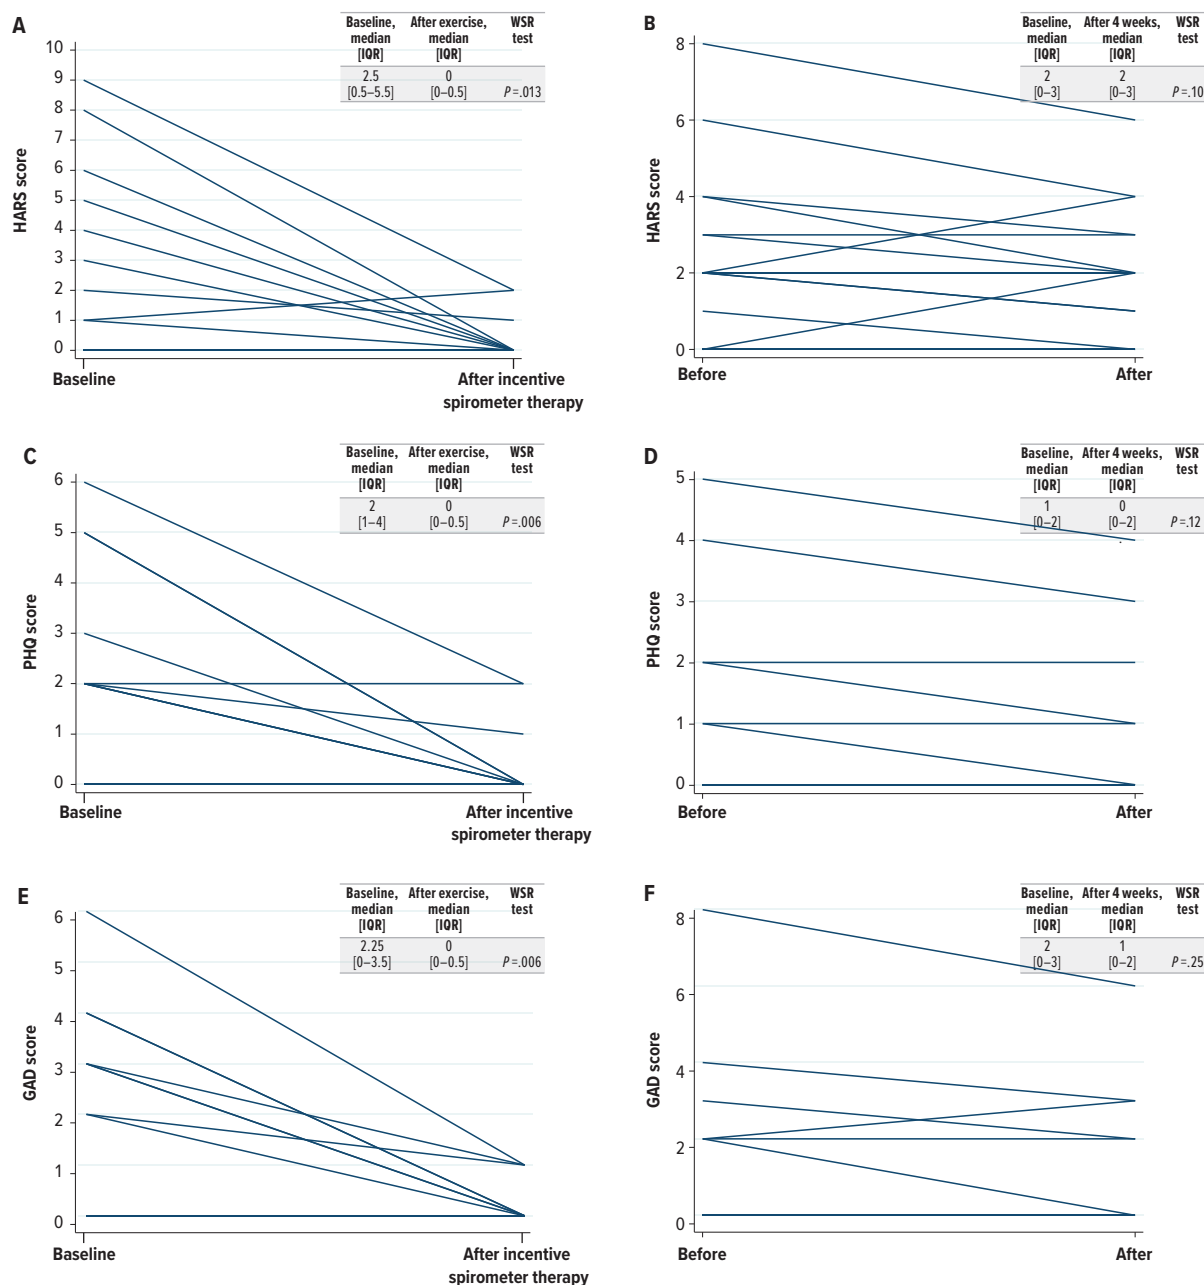 A
Baseline, After exercise, WSR
median median test
[IQR] [IQR]
2.5 0
[0.5–5.5] [0–0.5] P=.013
HARS score
10
9
8
7
6
5
4
3
2
1
0
Baseline
After incentive
spirometer therapy
B
Baseline, After 4 weeks, WSR
median median test
[IQR] [IQR]
2 2
[0–3] [0–3] P=.10
HARS score
8
6
4
2
0
Before
After
C
Baseline, After exercise, WSR
median median test
[IQR] [IQR]
2 0
[1–4] [0–0.5] P=.006
PHQ score
6
5
4
3
2
1
0
Baseline
After incentive
spirometer therapy
D
Baseline, After 4 weeks, WSR
median median test
[IQR] [IQR]
1 0
[0–2] [0–2] P=.12
PHQ score
5
4
3
2
1
0
Before
After
E
Baseline, After exercise, WSR
median median test
[IQR] [IQR]
2.25 0
[0–3.5] [0–0.5] P=.006
GAD score
6
5
4
3
2
1
0
Baseline
After incentive
spirometer therapy
F
Baseline, After 4 weeks, WSR
median median test
[IQR] [IQR]
2 1
[0–3] [0–2] P=.25
GAD score
8
6
4
2
0
Before
After